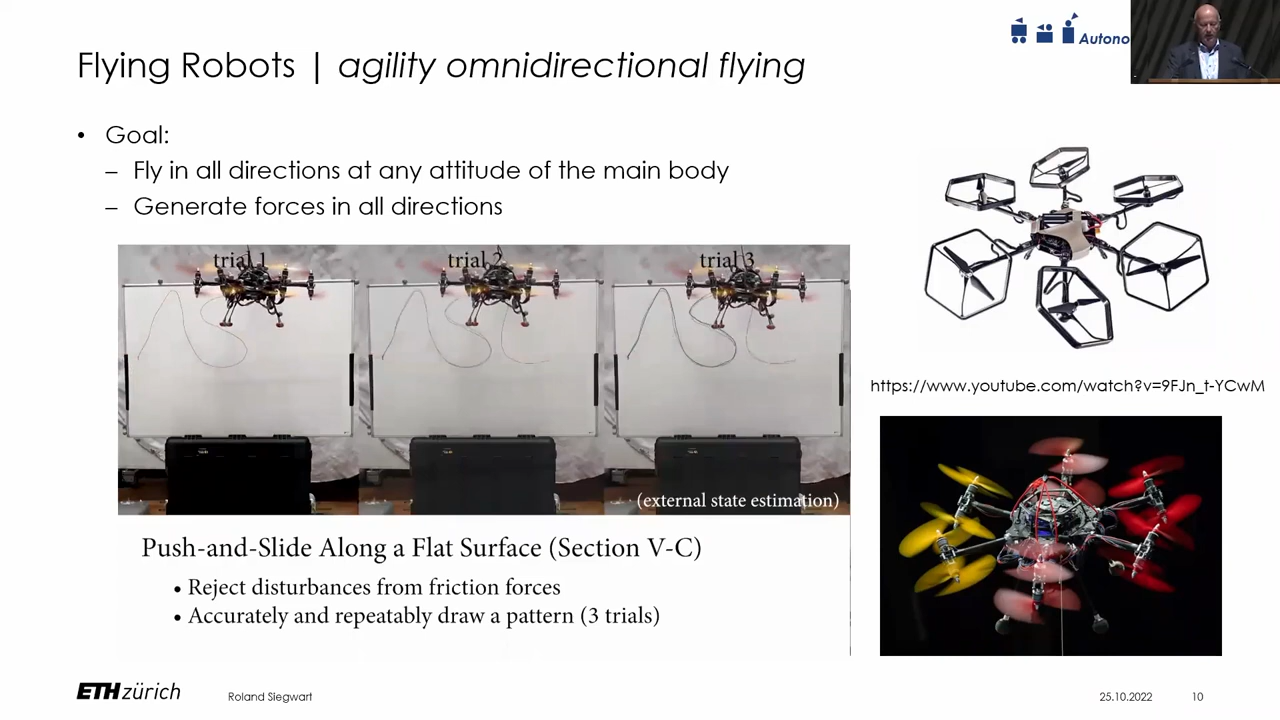 Autono
Flying Robots | agility omnidirectional flying
• Goal:
– Fly in all directions at any attitude of the main body
– Generate forces in all directions
trial 1
trial 2
trial 3
(external state estimation)
https://www.youtube.com/watch?v=9FJn_t-YCwM
Push-and-Slide Along a Flat Surface (Section V-C)
• Reject disturbances from friction forces
• Accurately and repeatably draw a pattern (3 trials)
ETH zürich
Roland Siegwart
25.10.2022
10